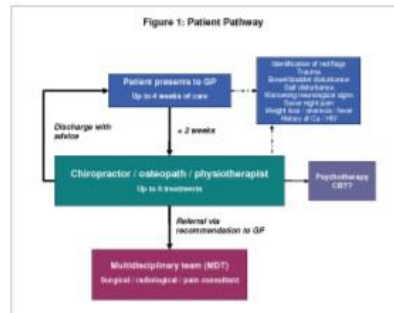 Figure 1: Patient Pathway
Patient presents to GP
Up to 4 weeks of care
Identification of red flags
Trauma
Bowel/bladder disturbance
Gait disturbance
Worsening neurological signs
Sever night pain
Weight loss / anorexia / fever
History of Ca / HIV
Discharge with
advice
< 2 weeks
Chiropractor / osteopath / physiotherapist
Up to 6 treatments
Psychotherapy
CBT?
Referral via
recommendation to GP
Multidisciplinary team (MDT)
Surgical / radiological / pain consultant